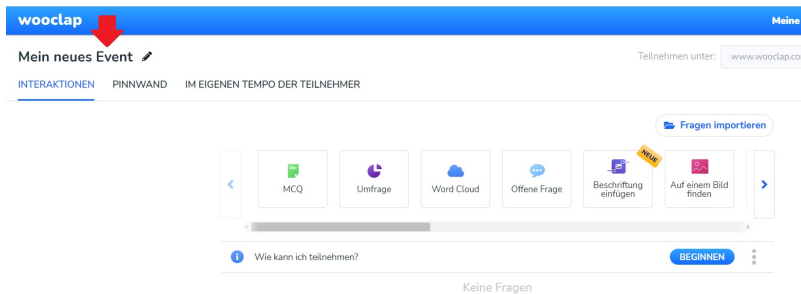 wooclap
Meine
Mein neues Event
Teilnehmen unter: www.wooclap.co
INTERAKTIONEN PINNWAND IM EIGENEN TEMPO DER TEILNEHMER
Fragen importieren
NEUE
MCQ Umfrage Word Cloud Offene Frage Beschriftung einfügen Auf einem Bild finden
Wie kann ich teilnehmen? BEGINNEN
Keine Fragen